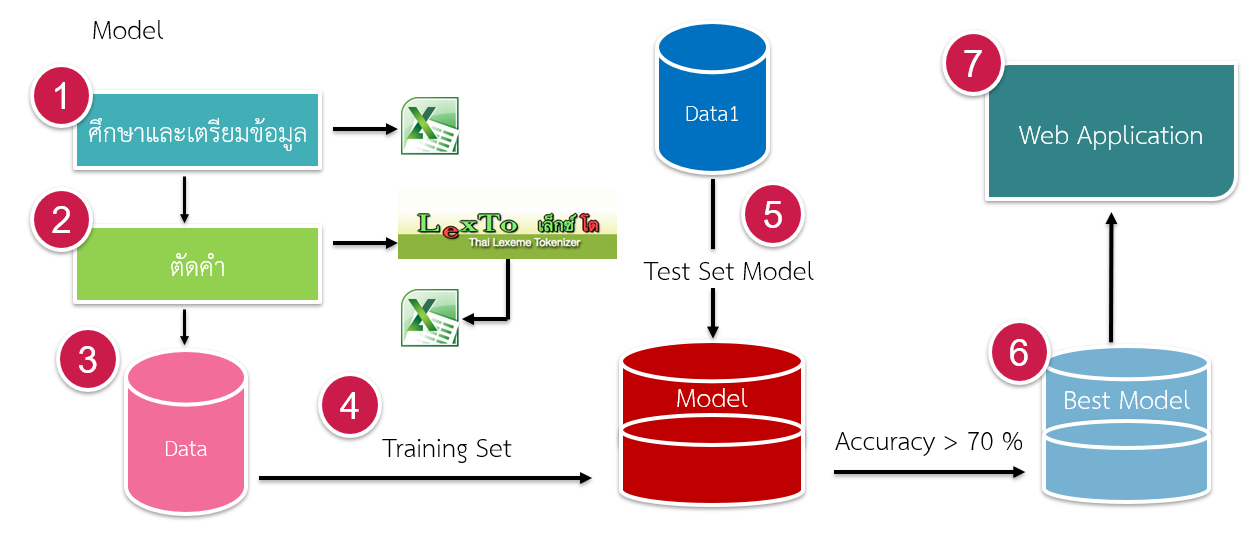 Model
1
ศึกษาและเตรียมข้อมูล
2
ตัดคำ
LexTo เล็กซ์โต
Thai Lexeme Tokenizer
3
Data
4
Training Set
Data1
5
Test Set Model
Model
Accuracy > 70 %
6
Best Model
7
Web Application